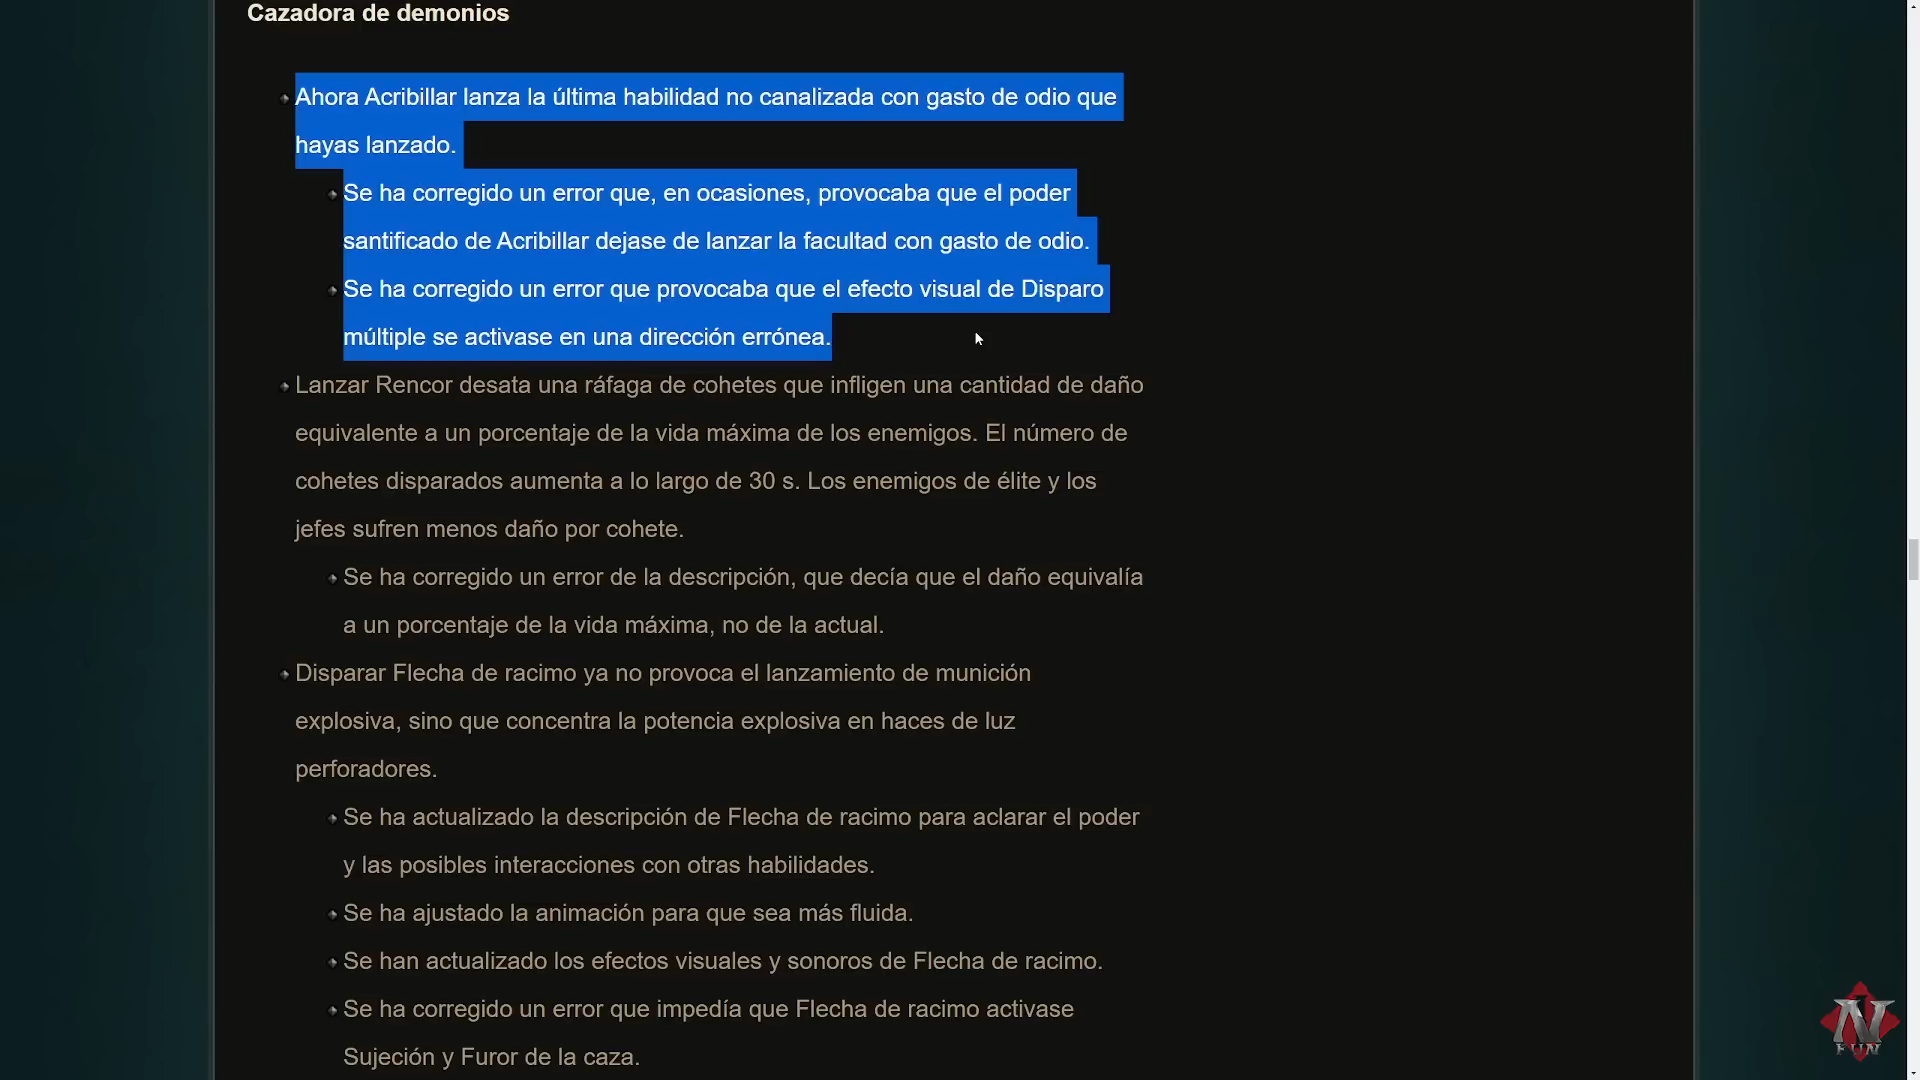 Cazadora de demonios
Ahora Acribillar lanza la última habilidad no canalizada con gasto de odio que
hayas lanzado.
Se ha corregido un error que, en ocasiones, provocaba que el poder
santificado de Acribillar dejase de lanzar la facultad con gasto de odio.
Se ha corregido un error que provocaba que el efecto visual de Disparo
múltiple se activase en una dirección errónea.
Lanzar Rencor desata una ráfaga de cohetes que infligen una cantidad de daño
equivalente a un porcentaje de la vida máxima de los enemigos. El número de
cohetes disparados aumenta a lo largo de 30 s. Los enemigos de élite y los
jefes sufren menos daño por cohete.
Se ha corregido un error de la descripción, que decía que el daño equivalía
a un porcentaje de la vida máxima, no de la actual.
Disparar Flecha de racimo ya no provoca el lanzamiento de munición
explosiva, sino que concentra la potencia explosiva en haces de luz
perforadores.
Se ha actualizado la descripción de Flecha de racimo para aclarar el poder
y las posibles interacciones con otras habilidades.
Se ha ajustado la animación para que sea más fluida.
Se han actualizado los efectos visuales y sonoros de Flecha de racimo.
Se ha corregido un error que impedía que Flecha de racimo activase
Sujeción y Furor de la caza.
N
FUN